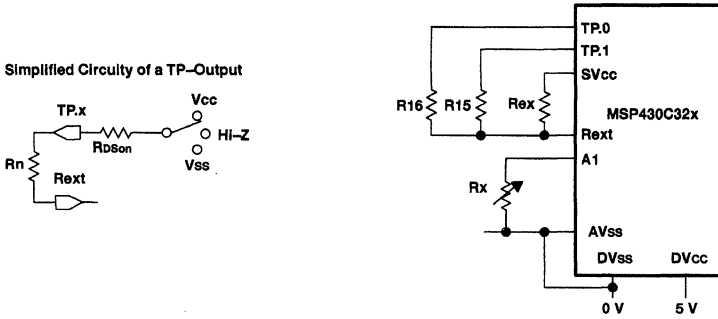 Simplified Circuity of a TP–Output
TP.x
Vcc
RDSon
Hi–Z
Vss
Rn
Rext
TP.0
TP.1
SVcc
R16
R15
Rex
MSP430C32x
Rext
A1
Rx
AVss
DVss
DVcc
0 V
5 V